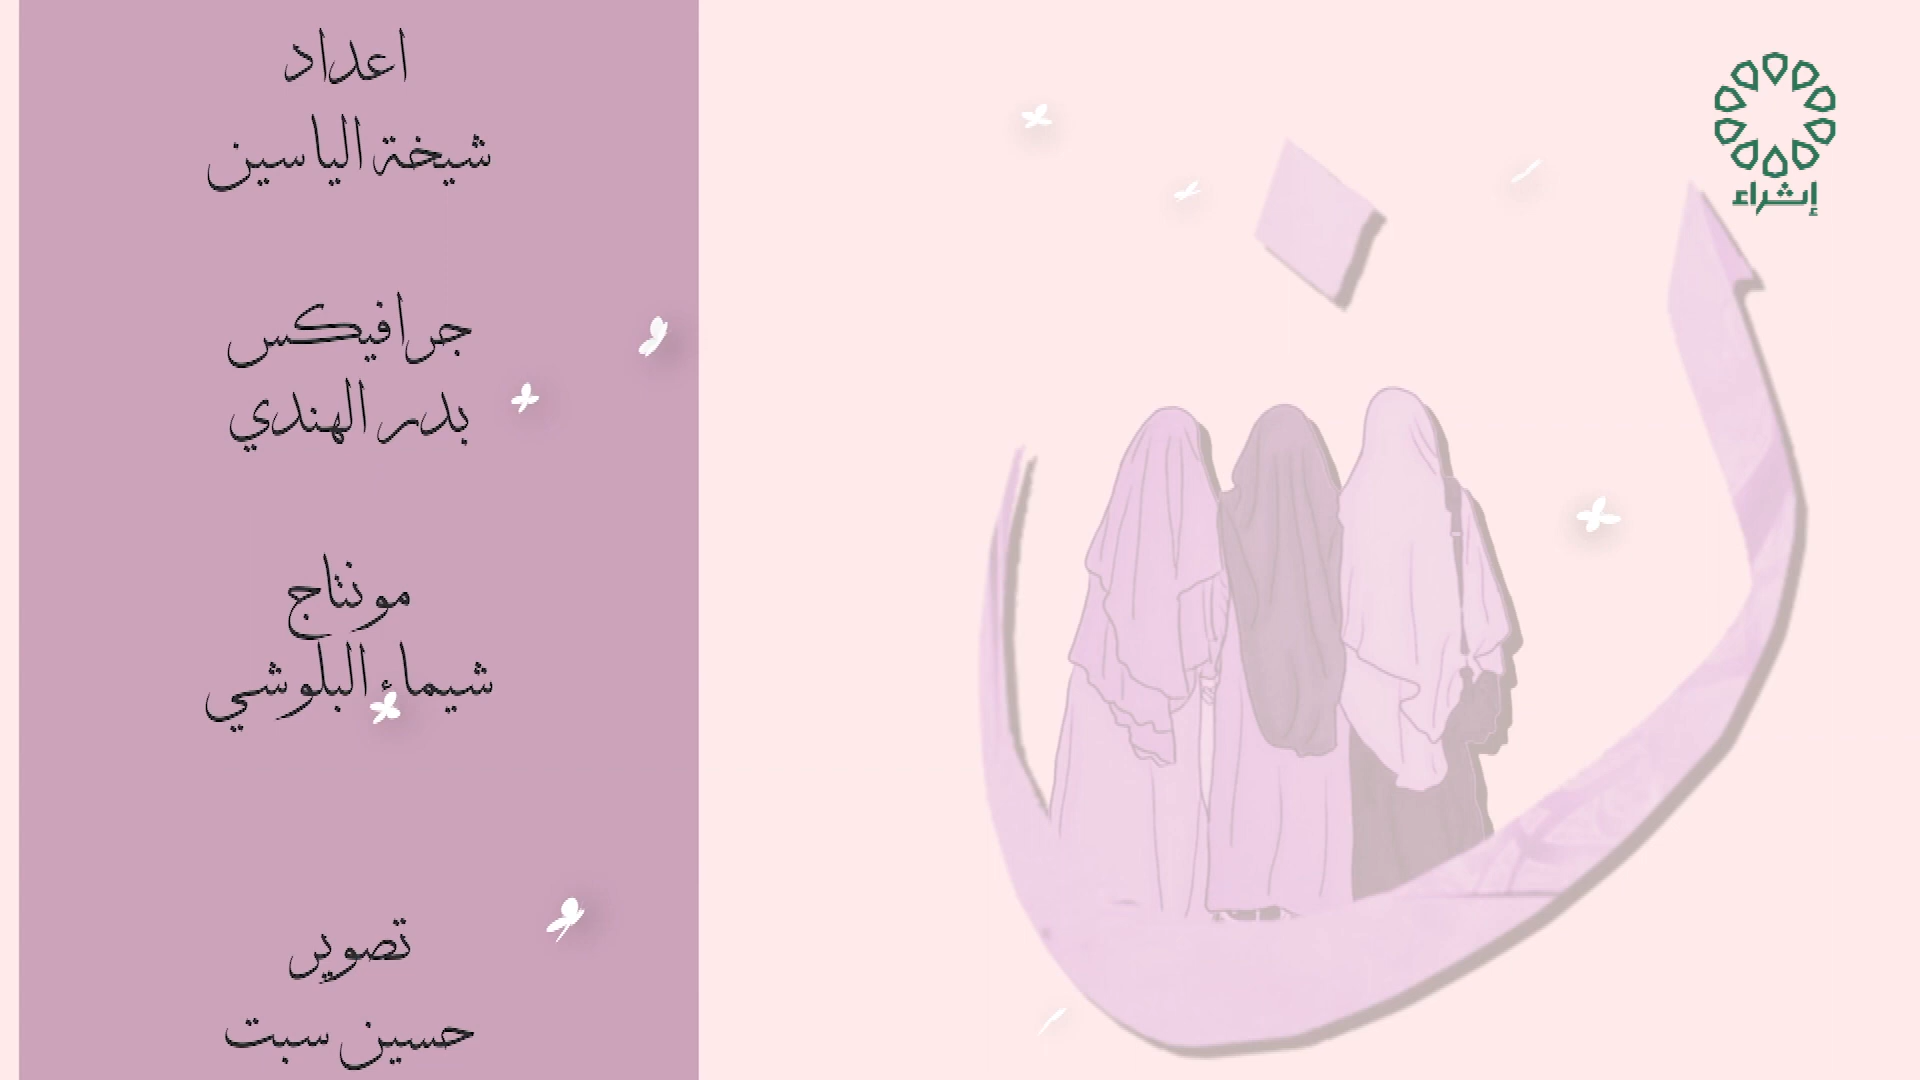 اعداد
شيخة الياسين
جرافيكس
بدر الهندي
مونتاج
شيماء البلوشي
تصوير
حسين سبت
إثراء